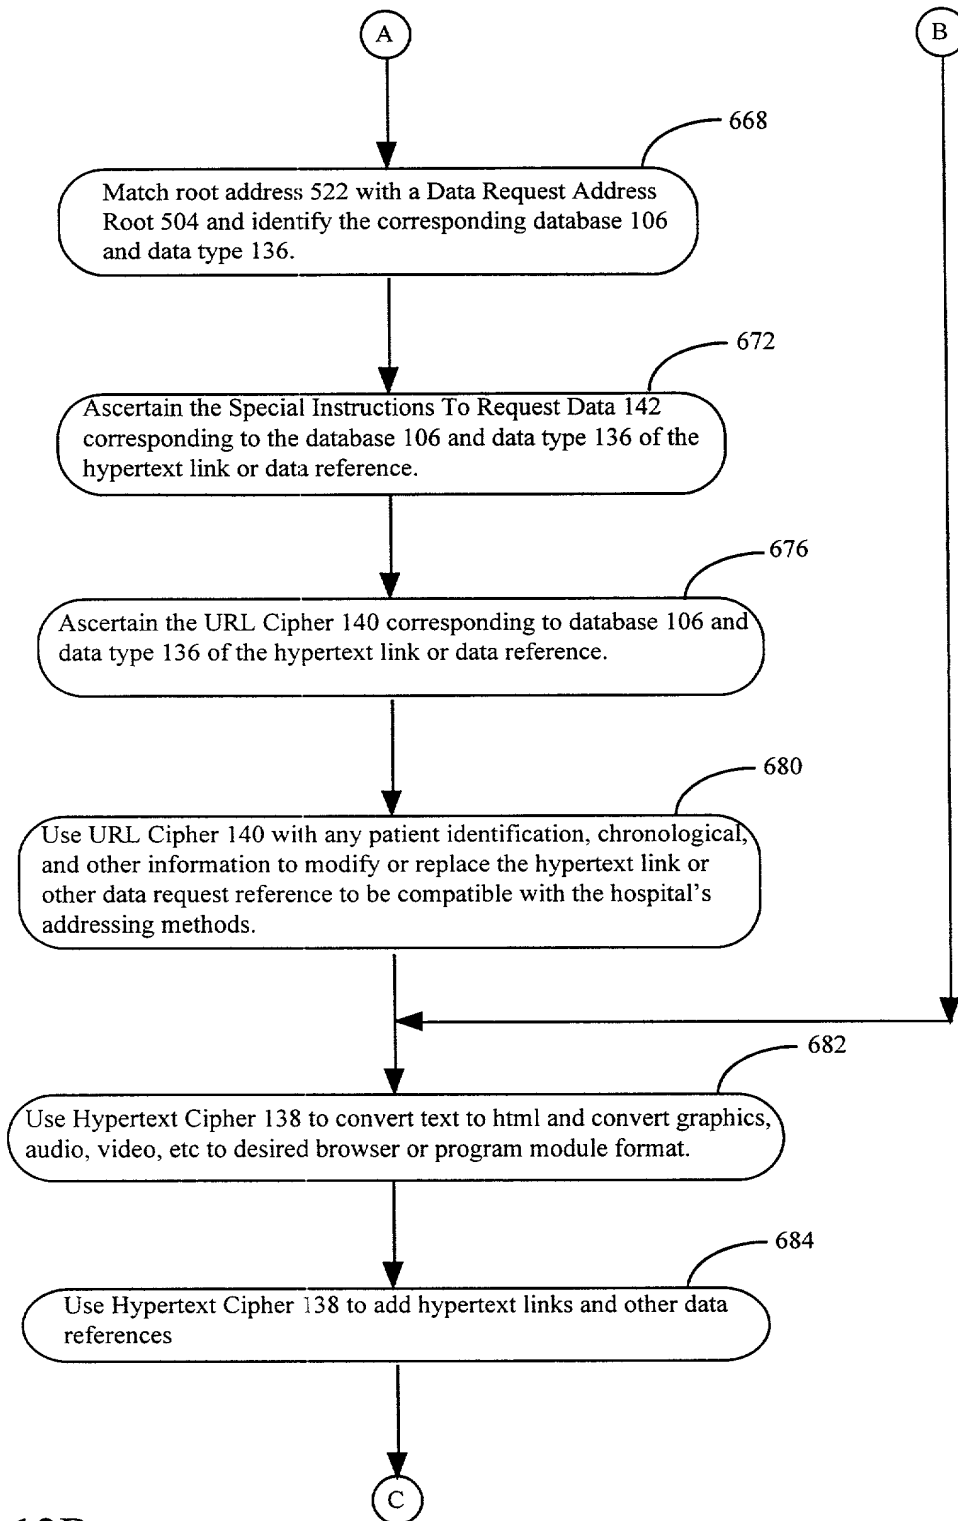 A
B
668
Match root address 522 with a Data Request Address
Root 504 and identify the corresponding database 106
and data type 136.
672
Ascertain the Special Instructions To Request Data 142
corresponding to the database 106 and data type 136 of the
hypertext link or data reference.
676
Ascertain the URL Cipher 140 corresponding to database 106 and
data type 136 of the hypertext link or data reference.
680
Use URL Cipher 140 with any patient identification, chronological,
and other information to modify or replace the hypertext link or
other data request reference to be compatible with the hospital's
addressing methods.
682
Use Hypertext Cipher 138 to convert text to html and convert graphics,
audio, video, etc to desired browser or program module format.
684
Use Hypertext Cipher 138 to add hypertext links and other data
references
C